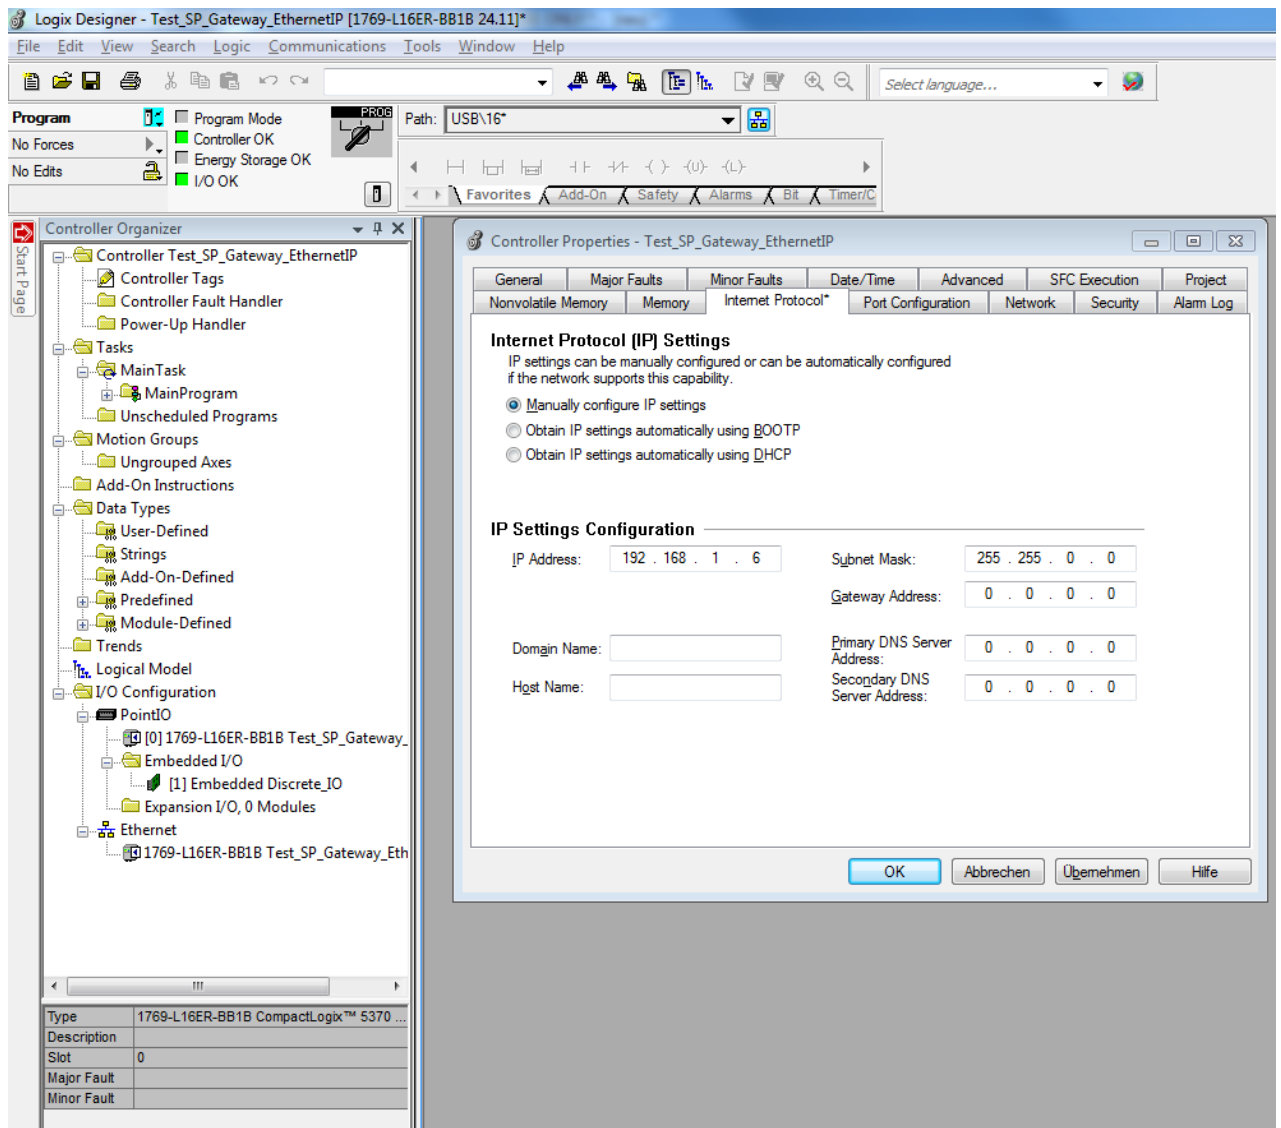 Logix Designer - Test_SP_Gateway_EthernetIP [1769-L16ER-BB1B 24.11]*
File Edit View Search Logic Communications Tools Window Help
Select language...
Program
No Forces
No Edits
Program Mode
Controller OK
Energy Storage OK
I/O OK
PROG
Path: USB\16*
Favorites Add-On Safety Alarms Bit Timer/C
Start Page
Controller Organizer
Controller Test_SP_Gateway_EthernetIP
Controller Tags
Controller Fault Handler
Power-Up Handler
Tasks
MainTask
MainProgram
Unscheduled Programs
Motion Groups
Ungrouped Axes
Add-On Instructions
Data Types
User-Defined
Strings
Add-On-Defined
Predefined
Module-Defined
Trends
Logical Model
I/O Configuration
PointIO
[0] 1769-L16ER-BB1B Test_SP_Gateway_
Embedded I/O
[1] Embedded Discrete_IO
Expansion I/O, 0 Modules
Ethernet
1769-L16ER-BB1B Test_SP_Gateway_Eth
Type 1769-L16ER-BB1B CompactLogix™ 5370 ...
Description
Slot 0
Major Fault
Minor Fault
Controller Properties - Test_SP_Gateway_EthernetIP
General Major Faults Minor Faults Date/Time Advanced SFC Execution Project
Nonvolatile Memory Memory Internet Protocol* Port Configuration Network Security Alarm Log
Internet Protocol (IP) Settings
IP settings can be manually configured or can be automatically configured
if the network supports this capability.
Manually configure IP settings
Obtain IP settings automatically using BOOTP
Obtain IP settings automatically using DHCP
IP Settings Configuration
IP Address: 192 . 168 . 1 . 6
Subnet Mask: 255 . 255 . 0 . 0
Gateway Address: 0 . 0 . 0 . 0
Domain Name:
Primary DNS Server
Address: 0 . 0 . 0 . 0
Host Name:
Secondary DNS
Server Address: 0 . 0 . 0 . 0
OK Abbrechen Übernehmen Hilfe